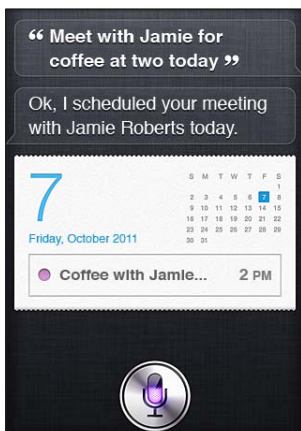 “ Meet with Jamie for
coffee at two today ”
Ok, I scheduled your meeting
with Jamie Roberts today.
7
Friday, October 2011
S M T W T F S
1
2 3 4 5 6 7 8
9 10 11 12 13 14 15
16 17 18 19 20 21 22
23 24 25 26 27 28 29
30 31
Coffee with Jamie... 2 PM